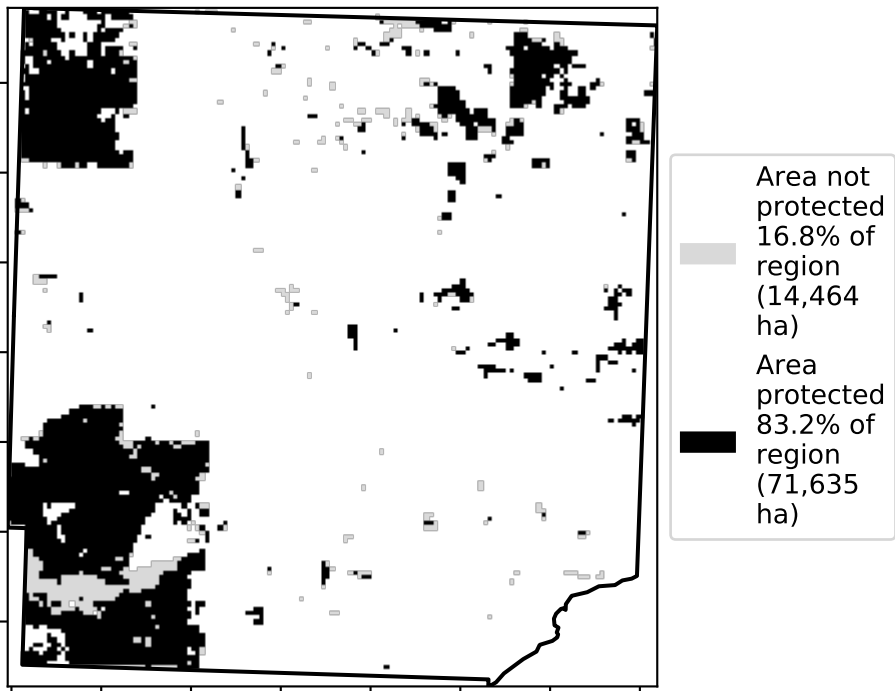 Area not
protected
16.8% of
region
(14,464
ha)
Area
protected
83.2% of
region
(71,635
ha)